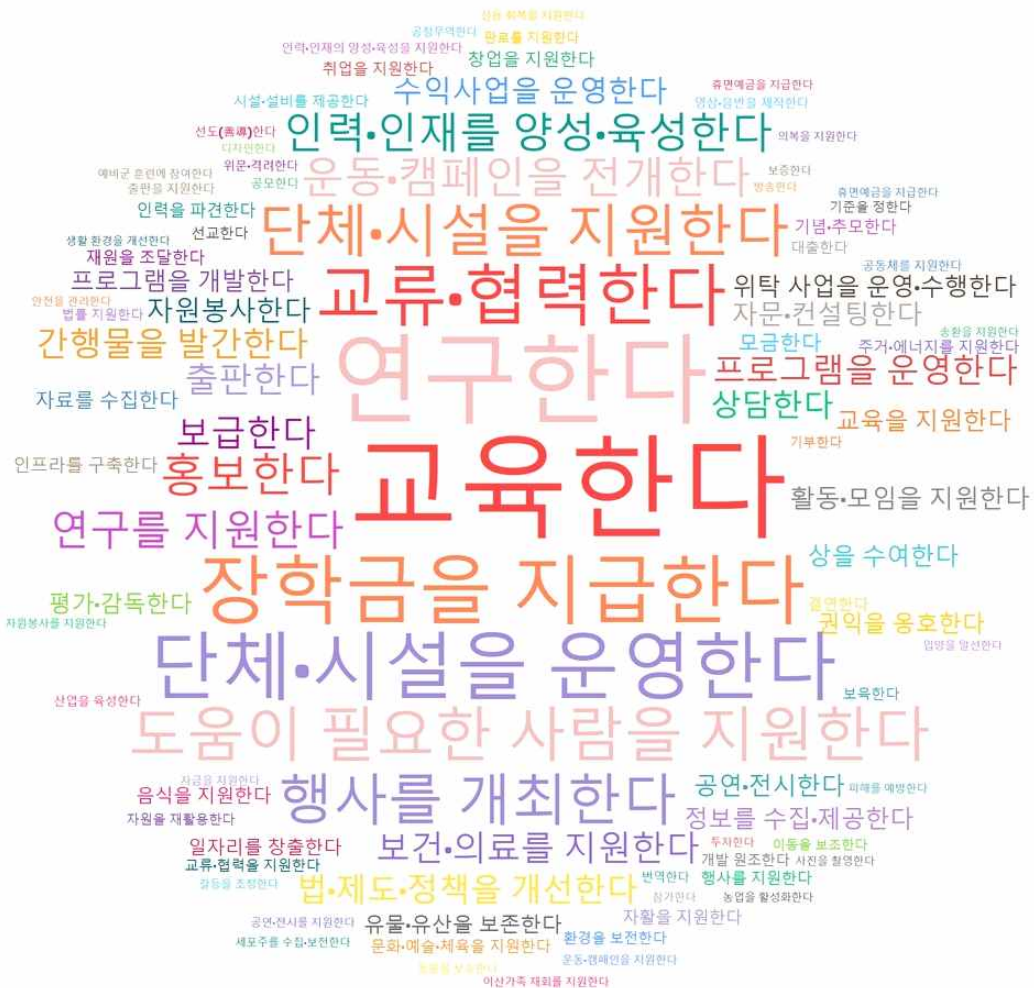 신용 회복을 지원한다
공정무역한다 판로를 지원한다
인력·인재의 양성·육성을 지원한다 창업을 지원한다
취업을 지원한다
수익사업을 운영한다 휴면예금을 지급한다
시설·설비를 제공한다 영상·음반을 제작한다
선도(善導)한다 인력·인재를 양성·육성한다 의복을 지원한다
디자인한다
위문·격려한다 운동·캠페인을 전개한다 보증한다
예비군 훈련에 참여한다
출판을 지원한다 공모한다 방송한다
휴면예금을 지급한다
인력을 파견한다 단체·시설을 지원한다 기준을 정한다
선교한다 기념·추모한다
생활 환경을 개선한다 대출한다
재원을 조달한다 공동체를 지원한다
프로그램을 개발한다 교류·협력한다 위탁 사업을 운영·수행한다
안전을 관리한다
법률 지원한다 자원봉사한다 자문·컨설팅한다
송환을 지원한다
간행물을 발간한다 모금한다 주거·에너지를 지원한다
출판한다 연구한다 프로그램을 운영한다
자료를 수집한다 상담한다
교육을 지원한다
보급한다 기부한다
인프라를 구축한다 홍보한다 교육한다 활동·모임을 지원한다
연구를 지원한다
상을 수여한다
평가·감독한다 장학금을 지급한다 결연한다
자원봉사를 지원한다 권익을 옹호한다
입양을 알선한다
단체·시설을 운영한다
산업을 육성한다 보육한다
도움이 필요한 사람을 지원한다
자금을 지원한다 공연·전시한다 피해를 예방한다
음식을 지원한다 행사를 개최한다
자원을 재활용한다 정보를 수집·제공한다
일자리를 창출한다 보건·의료를 지원한다 투자한다 이동을 보조한다
교류·협력을 지원한다 개발 원조한다 사진을 촬영한다
갈등을 조정한다 법·제도·정책을 개선한다 번역한다 행사를 지원한다
참가한다 농업을 활성화한다
공연·전시를 지원한다 유물·유산을 보존한다 자활을 지원한다
세포주를 수집·보전한다 문화·예술·체육을 지원한다 환경을 보전한다
운동·캠페인을 지원한다
이산가족 재회를 지원한다